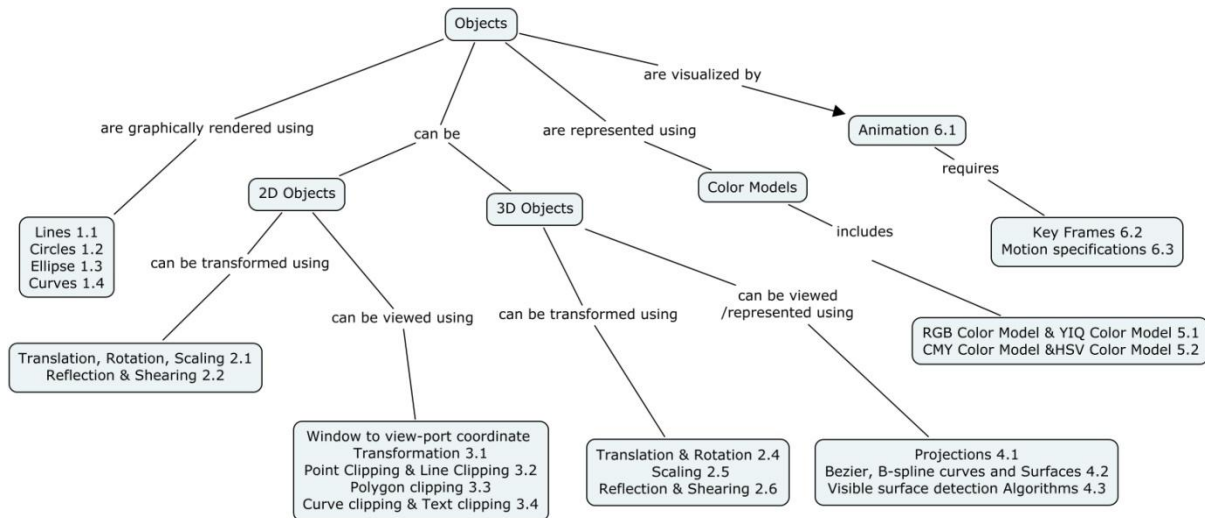 Objects
are visualized by
are graphically rendered using
can be
are represented using
Animation 6.1
requires
2D Objects
3D Objects
Color Models
Lines 1.1
Circles 1.2
Ellipse 1.3
Curves 1.4
includes
Key Frames 6.2
Motion specifications 6.3
can be transformed using
can be viewed using
can be transformed using
can be viewed
/represented using
RGB Color Model & YIQ Color Model 5.1
CMY Color Model &HSV Color Model 5.2
Translation, Rotation, Scaling 2.1
Reflection & Shearing 2.2
Window to view-port coordinate
Transformation 3.1
Point Clipping & Line Clipping 3.2
Polygon clipping 3.3
Curve clipping & Text clipping 3.4
Translation & Rotation 2.4
Scaling 2.5
Reflection & Shearing 2.6
Projections 4.1
Bezier, B-spline curves and Surfaces 4.2
Visible surface detection Algorithms 4.3